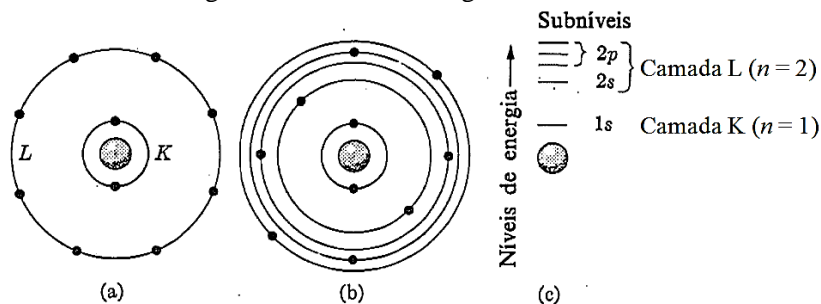 Subníveis
2p
2s
Camada L (n = 2)
1s
Camada K (n = 1)
Níveis de energia
L
K
(a)
(b)
(c)